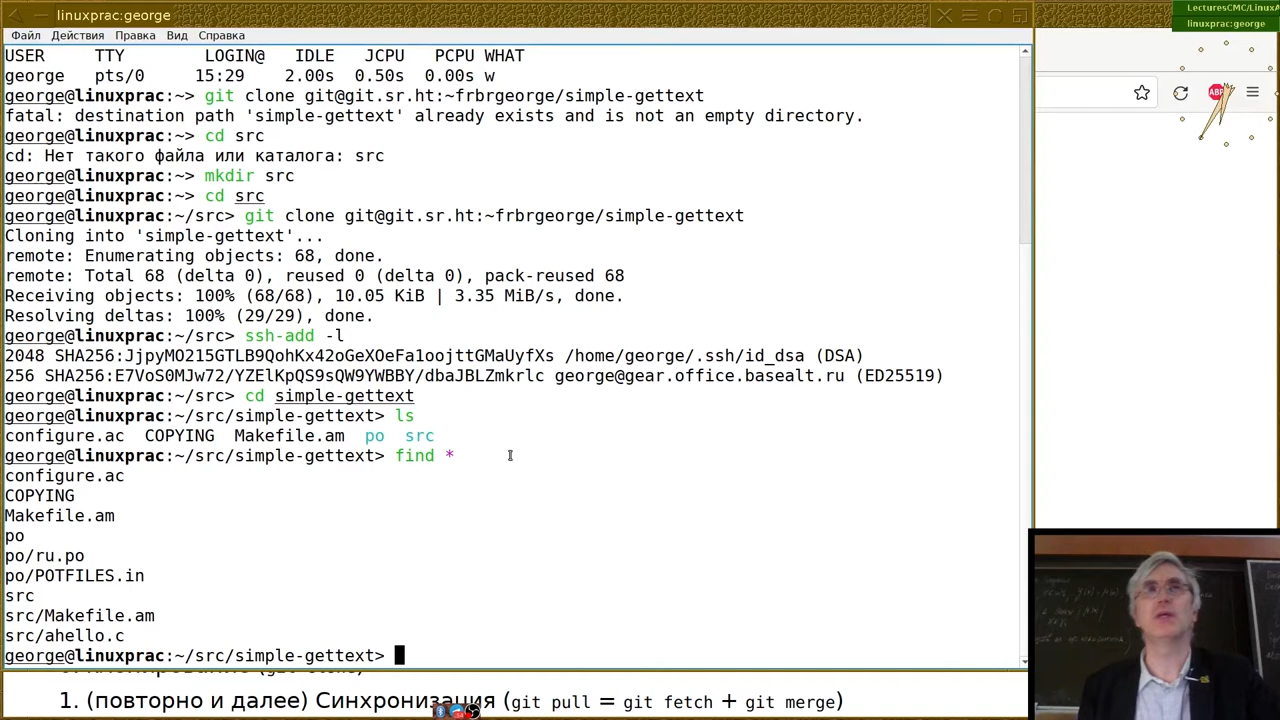 linuxprac:george
LecturesCMC/LinuxA
linuxprac:george
Файл Действия Правка Вид Справка
USER TTY LOGIN@ IDLE JCPU PCPU WHAT
george pts/0 15:29 2.00s 0.50s 0.00s w
george@linuxprac:~> git clone git@git.sr.ht:~frbrgeorge/simple-gettext
fatal: destination path 'simple-gettext' already exists and is not an empty directory.
george@linuxprac:~> cd src
cd: Нет такого файла или каталога: src
george@linuxprac:~> mkdir src
george@linuxprac:~> cd src
george@linuxprac:~/src> git clone git@git.sr.ht:~frbrgeorge/simple-gettext
Cloning into 'simple-gettext'...
remote: Enumerating objects: 68, done.
remote: Total 68 (delta 0), reused 0 (delta 0), pack-reused 68
Receiving objects: 100% (68/68), 10.05 KiB | 3.35 MiB/s, done.
Resolving deltas: 100% (29/29), done.
george@linuxprac:~/src> ssh-add -l
2048 SHA256:JjpyMO215GTLB9QohKx42oGeXOeFa1oojttGMaUyfXs /home/george/.ssh/id_dsa (DSA)
256 SHA256:E7VoS0MJw72/YZElKpQS9sQW9YWBBY/dbaJBLZmkrlc george@gear.office.basealt.ru (ED25519)
george@linuxprac:~/src> cd simple-gettext
george@linuxprac:~/src/simple-gettext> ls
configure.ac COPYING Makefile.am po src
george@linuxprac:~/src/simple-gettext> find *
configure.ac
COPYING
Makefile.am
po
po/ru.po
po/POTFILES.in
src
src/Makefile.am
src/ahello.c
george@linuxprac:~/src/simple-gettext>
1. (повторно и далее) Синхронизация (git pull = git fetch + git merge)
ABP